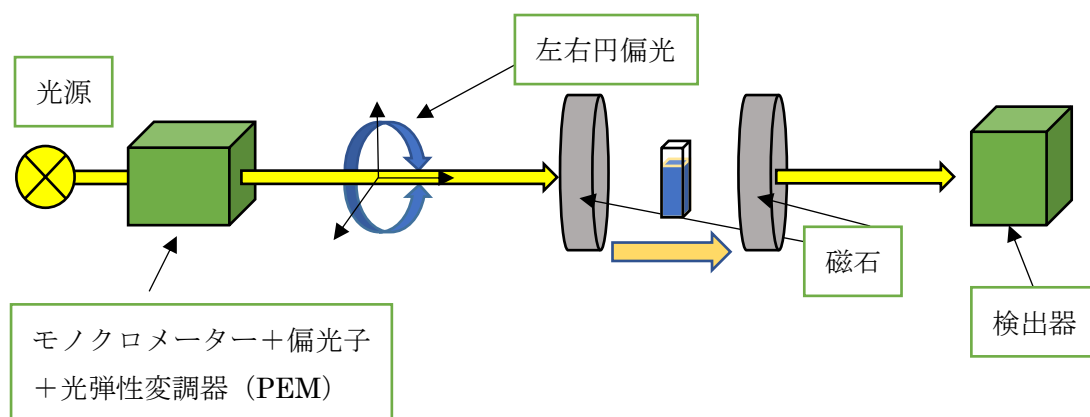 光源
左右円偏光
磁石
検出器
モノクロメーター＋偏光子
＋光弾性変調器（PEM）